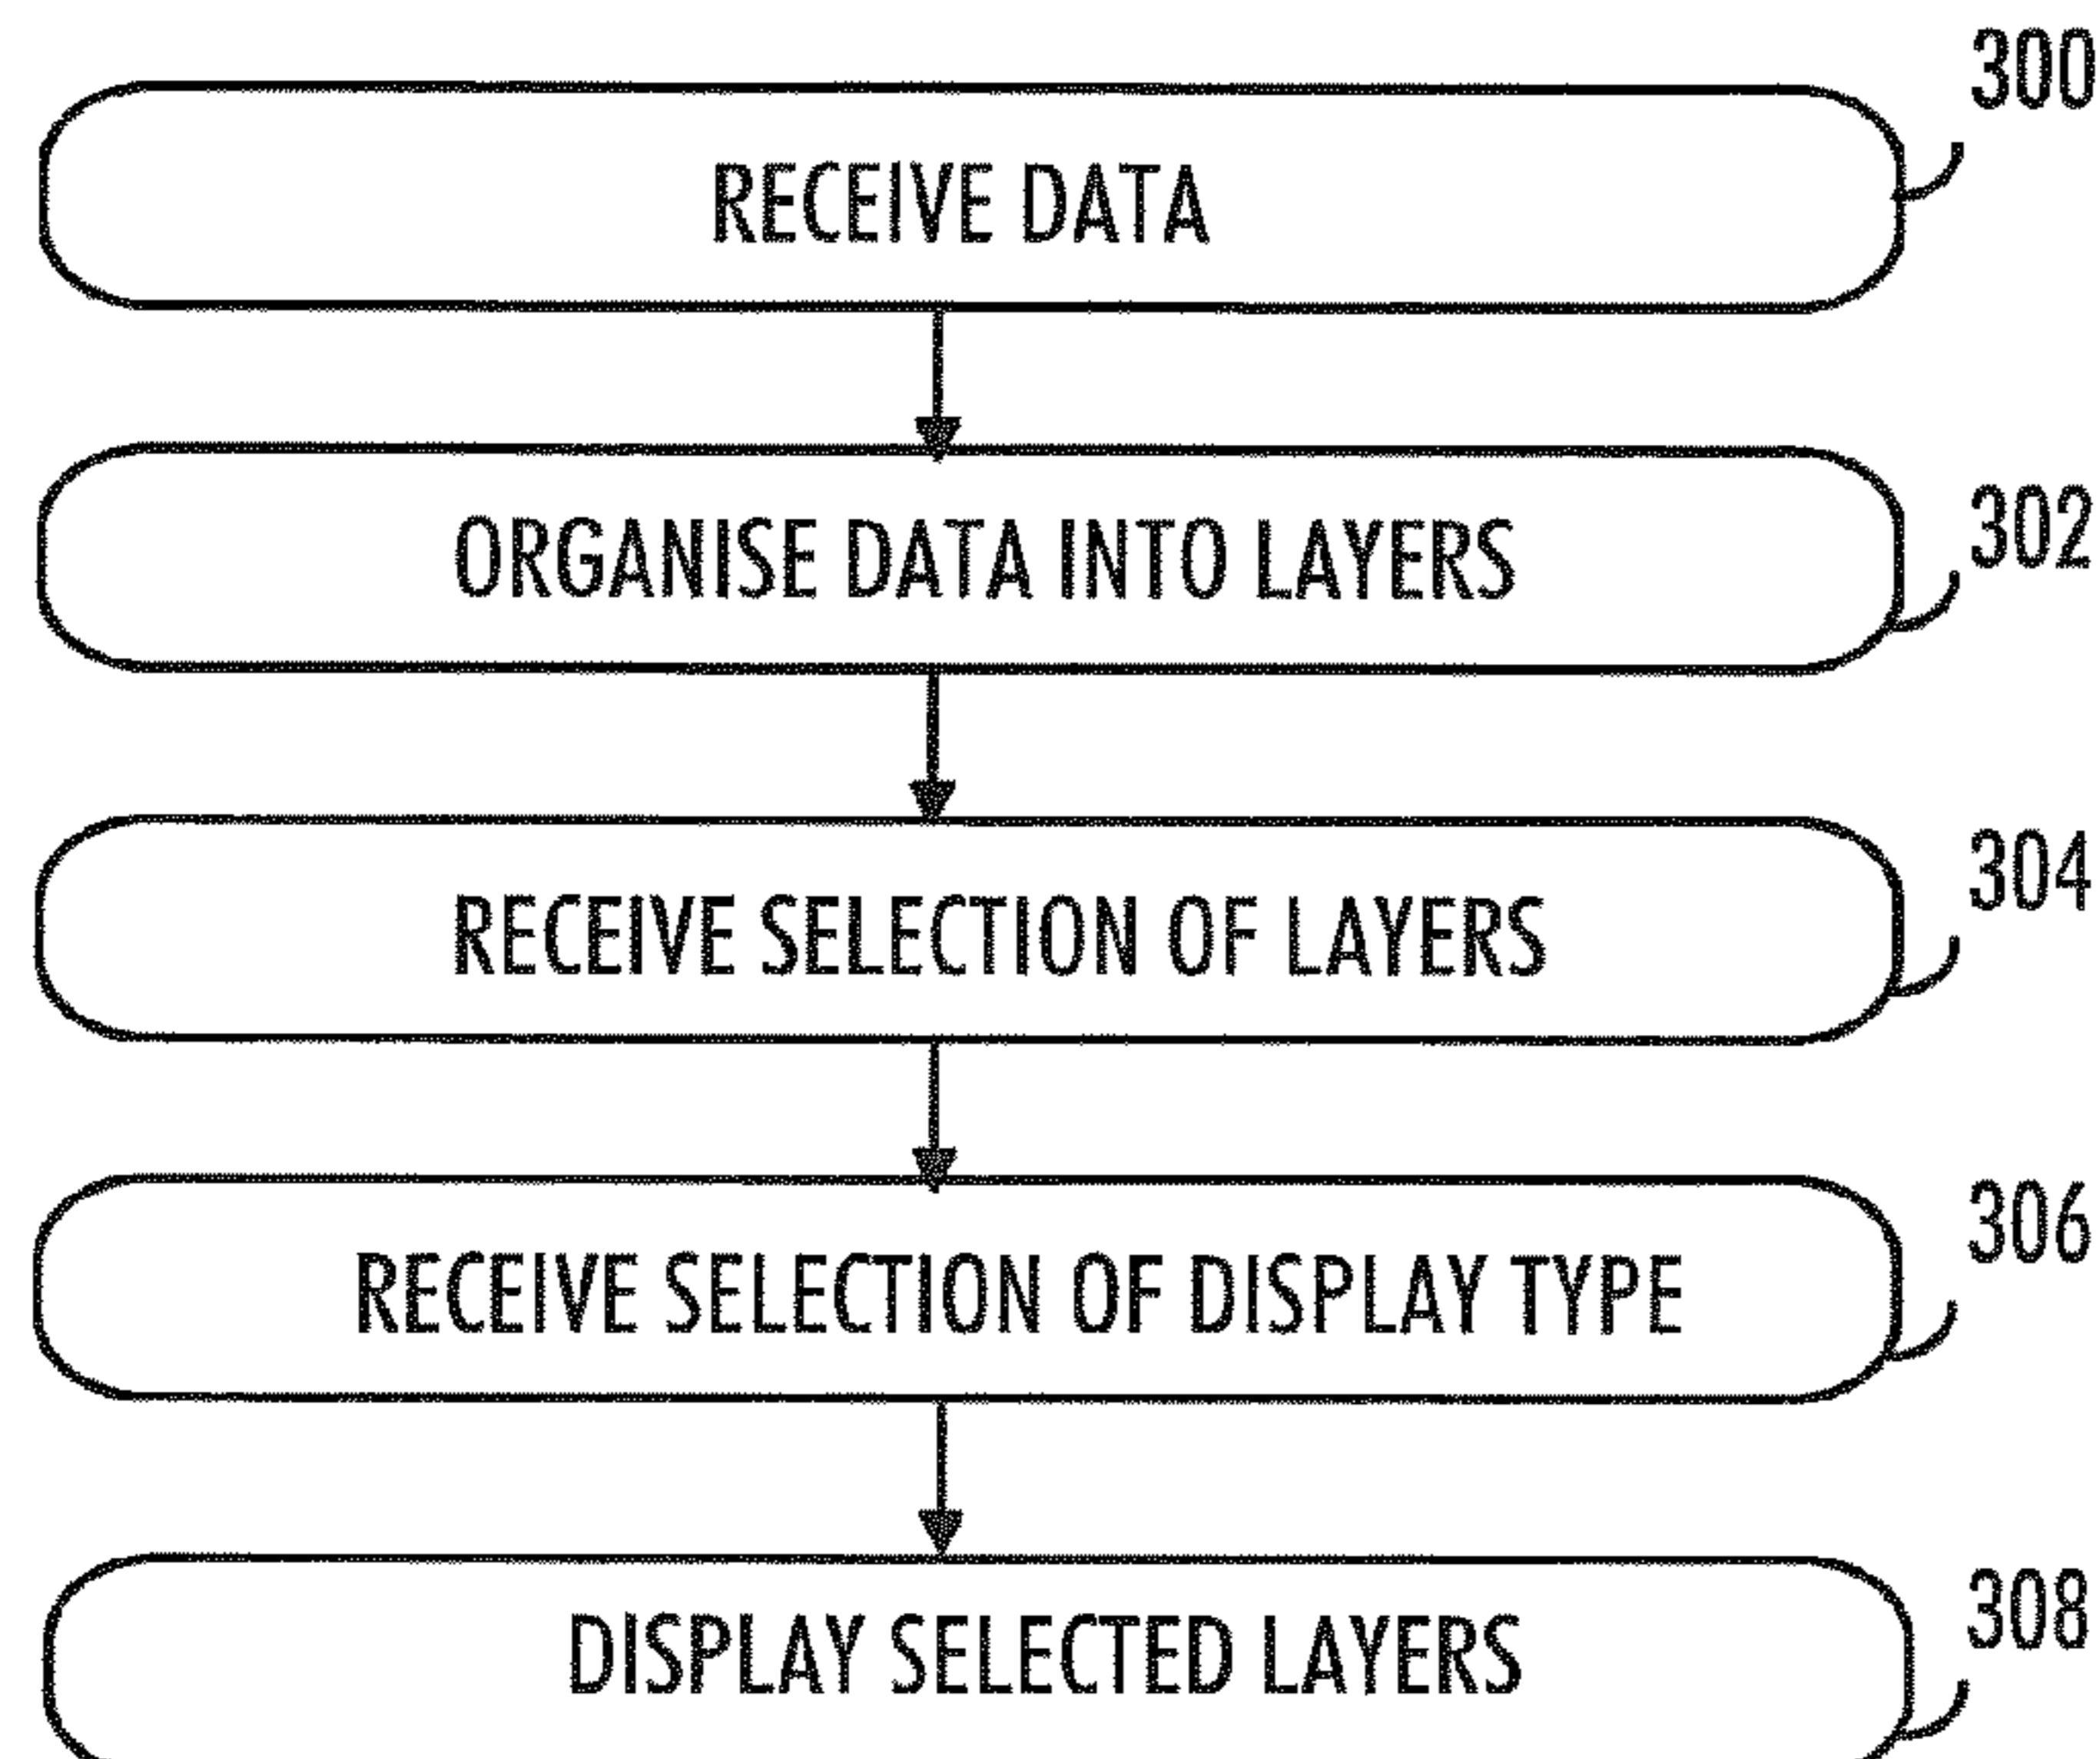 300
RECEIVE DATA
302
ORGANISE DATA INTO LAYERS
304
RECEIVE SELECTION OF LAYERS
306
RECEIVE SELECTION OF DISPLAY TYPE
308
DISPLAY SELECTED LAYERS